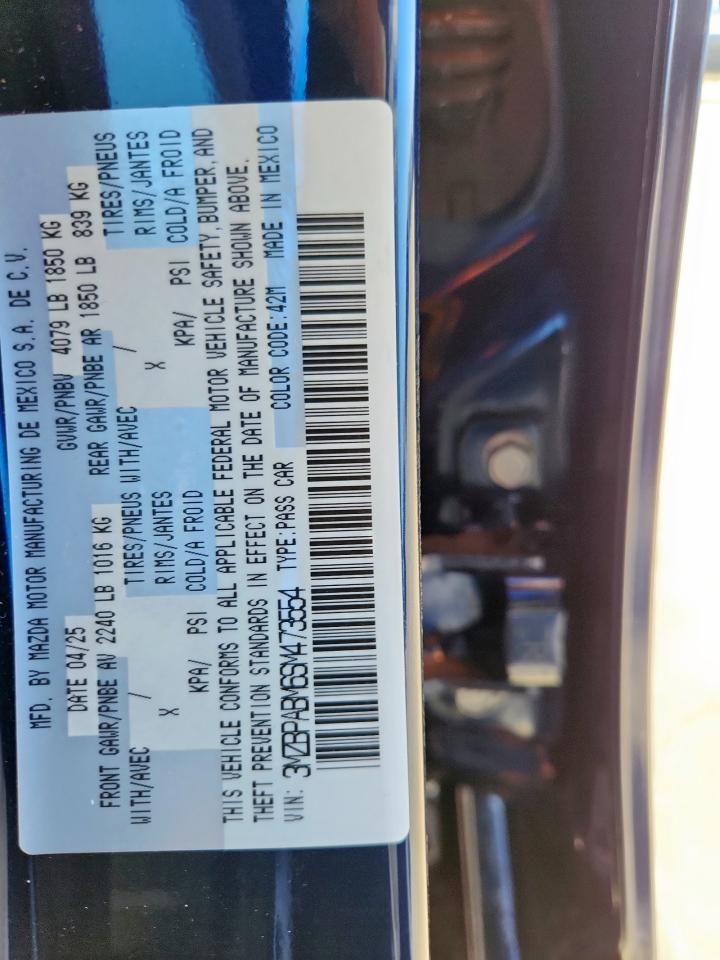 MFD. BY MAZDA MOTOR MANUFACTURING DE MEXICO S.A. DE C.V.
DATE 04/25 GVWR/PNBV 4079 LB 1850 KG
FRONT GAWR/PNBE AV 2240 LB 1016 KG REAR GAWR/PNBE AR 1850 LB 839 KG
WITH/AVEC / TIRES/PNEUS WITH/AVEC / TIRES/PNEUS
X RIMS/JANTES X RIMS/JANTES
KPA/ PSI COLD/A FROID KPA/ PSI COLD/A FROID
THIS VEHICLE CONFORMS TO ALL APPLICABLE FEDERAL MOTOR VEHICLE SAFETY, BUMPER, AND
THEFT PREVENTION STANDARDS IN EFFECT ON THE DATE OF MANUFACTURE SHOWN ABOVE.
VIN: 3MZBPABM6SM473554 TYPE:PASS CAR COLOR CODE:42M MADE IN MEXICO